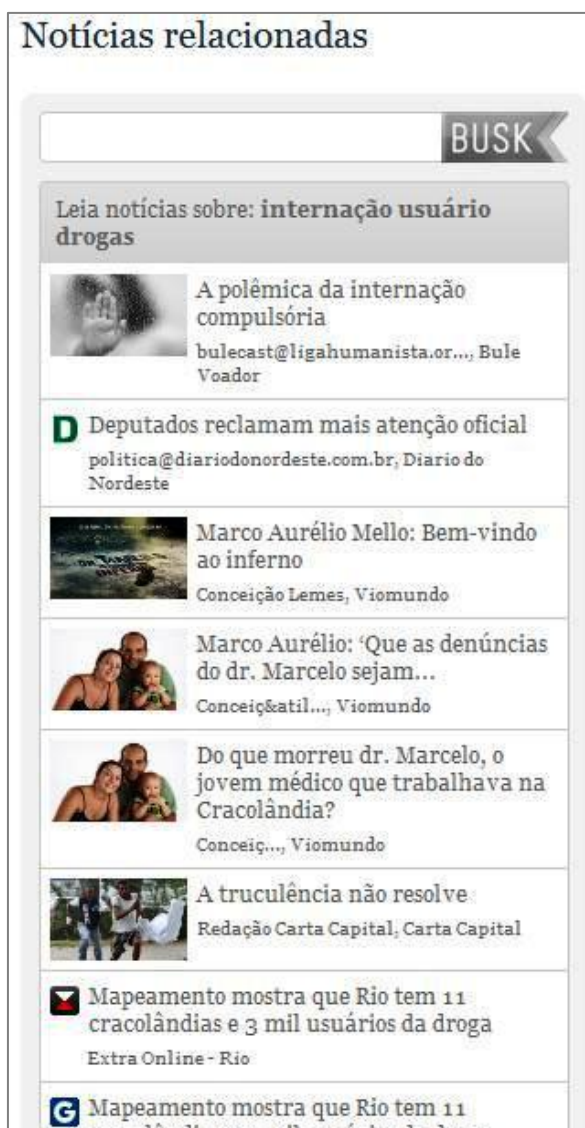 Notícias relacionadas
BUSK
Leia notícias sobre: internação usuário
drogas
A polêmica da internação
compulsória
bulecast@ligahumanista.or..., Bule
Voador
D Deputados reclamam mais atenção oficial
politica@diariodonordeste.com.br, Diario do
Nordeste
Marco Aurélio Mello: Bem-vindo
ao inferno
Conceição Lemes, Viomundo
Marco Aurélio: ‘Que as denúncias
do dr. Marcelo sejam...
Conceiç&atil..., Viomundo
Do que morreu dr. Marcelo, o
jovem médico que trabalhava na
Cracolândia?
Conceiç..., Viomundo
A truculência não resolve
Redação Carta Capital, Carta Capital
Mapeamento mostra que Rio tem 11
cracolândias e 3 mil usuários da droga
Extra Online - Rio
G Mapeamento mostra que Rio tem 11